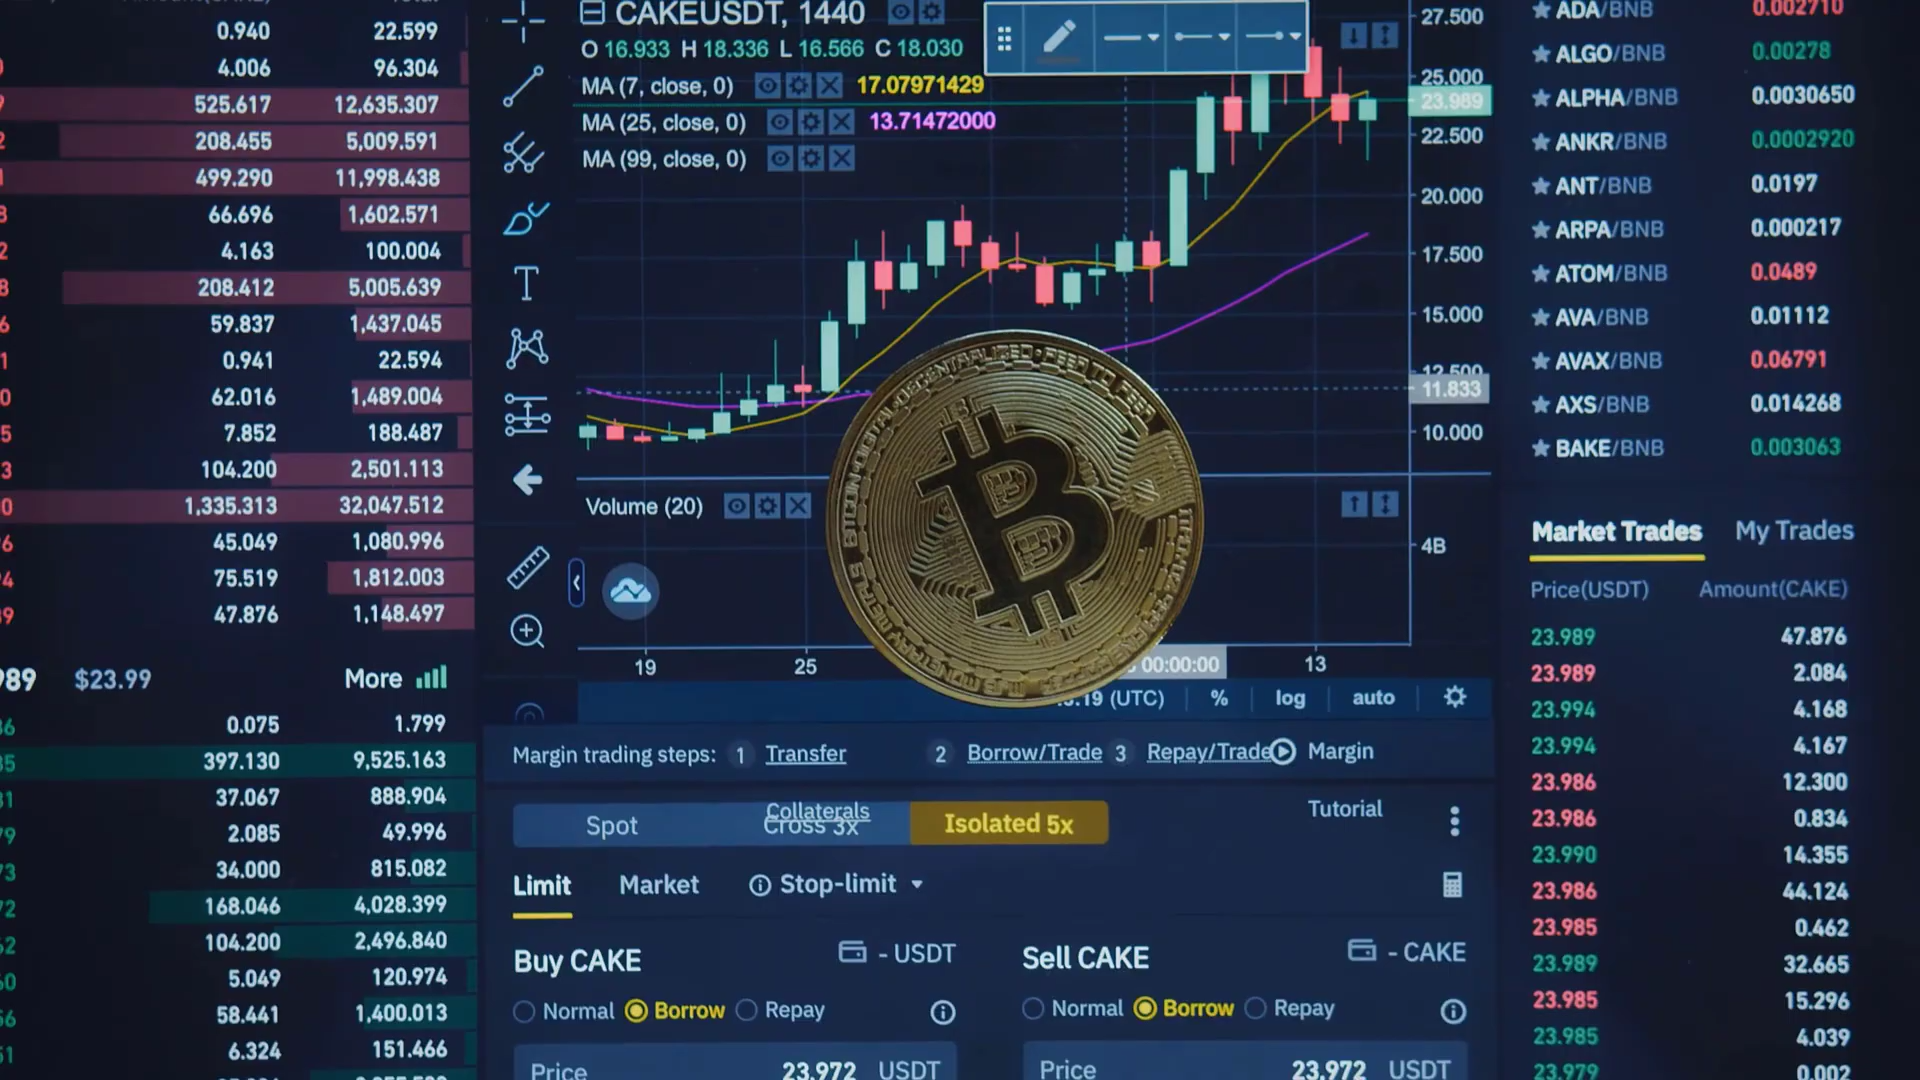 0.940 22.599
4.006 96.304
525.617 12,635.307
208.455 5,009.591
499.290 11,998.438
66.696 1,602.571
4.163 100.004
208.412 5,005.639
59.837 1,437.045
0.941 22.594
62.016 1,489.004
7.852 188.487
104.200 2,501.113
1,335.313 32,047.512
45.049 1,080.996
75.519 1,812.003
47.876 1,148.497
$23.99 More
0.075 1.799
397.130 9,525.163
37.067 888.904
2.085 49.996
34.000 815.082
168.046 4,028.399
104.200 2,496.840
5.049 120.974
58.441 1,400.013
6.324 151.466
CAKEUSDT, 1440
O 16.933 H 18.336 L 16.566 C 18.030
MA (7, close, 0) 17.07971429
MA (25, close, 0) 13.71472000
MA (99, close, 0)
27.500
25.000
23.989
22.500
20.000
17.500
15.000
12.500
11.833
10.000
Volume (20)
4B
19 25 00:00:00 13
(UTC) % log auto
BITCOIN DIGITAL DECENTRALIZED PEER TO PEER
Margin trading steps: 1 Transfer 2 Borrow/Trade 3 Repay/Trade Margin
Collaterals Tutorial
Spot Cross 3x Isolated 5x
Limit Market Stop-limit
Buy CAKE - USDT
Normal Borrow Repay
Price 23.972 USDT
Sell CAKE - CAKE
Normal Borrow Repay
Price 23.972 USDT
ADA/BNB 0.002710
ALGO/BNB 0.00278
ALPHA/BNB 0.0030650
ANKR/BNB 0.0002920
ANT/BNB 0.0197
ARPA/BNB 0.000217
ATOM/BNB 0.0489
AVA/BNB 0.01112
AVAX/BNB 0.06791
AXS/BNB 0.014268
BAKE/BNB 0.003063
Market Trades My Trades
Price(USDT) Amount(CAKE)
23.989 47.876
23.989 2.084
23.994 4.168
23.994 4.167
23.986 12.300
23.986 0.834
23.990 14.355
23.986 44.124
23.985 0.462
23.989 32.665
23.985 15.296
23.985 4.039
23.979 0.002